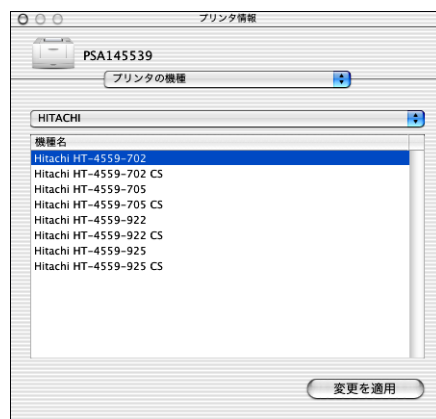 プリンタ情報
PSA145539
プリンタの機種
HITACHI
機種名
Hitachi HT-4559-702
Hitachi HT-4559-702 CS
Hitachi HT-4559-705
Hitachi HT-4559-705 CS
Hitachi HT-4559-922
Hitachi HT-4559-922 CS
Hitachi HT-4559-925
Hitachi HT-4559-925 CS
変更を適用